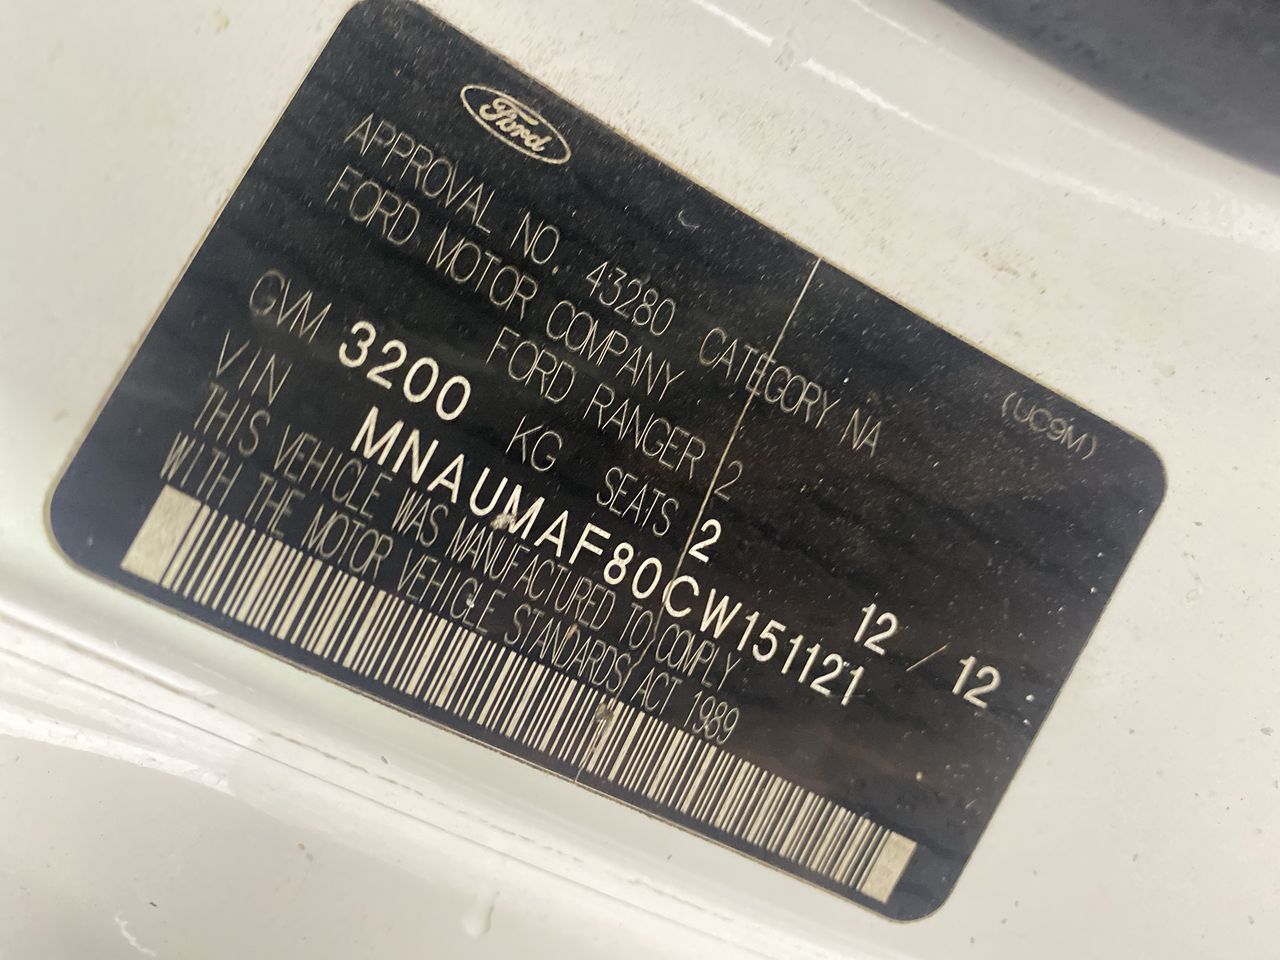 Ford
APPROVAL NO. 43280 CATEGORY NA (UC9M)
FORD MOTOR COMPANY
FORD RANGER 2
GVM 3200 KG SEATS 2 12 / 12
VIN MNAUMAF80CW151121
THIS VEHICLE WAS MANUFACTURED TO COMPLY
WITH THE MOTOR VEHICLE STANDARDS ACT 1989